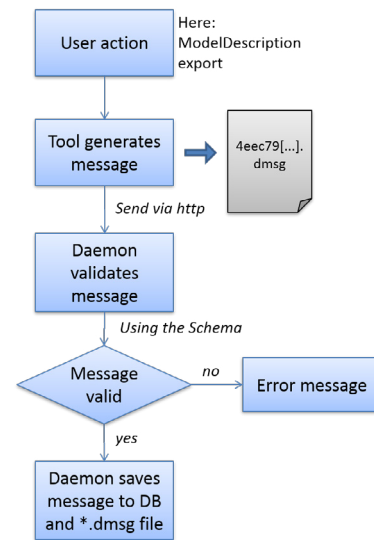 User action
Here:
ModelDescription
export
Tool generates
message
4eec79[...].
dmsg
Send via http
Daemon
validates
message
Using the Schema
Message
valid
no
Error message
yes
Daemon saves
message to DB
and *.dmsg file